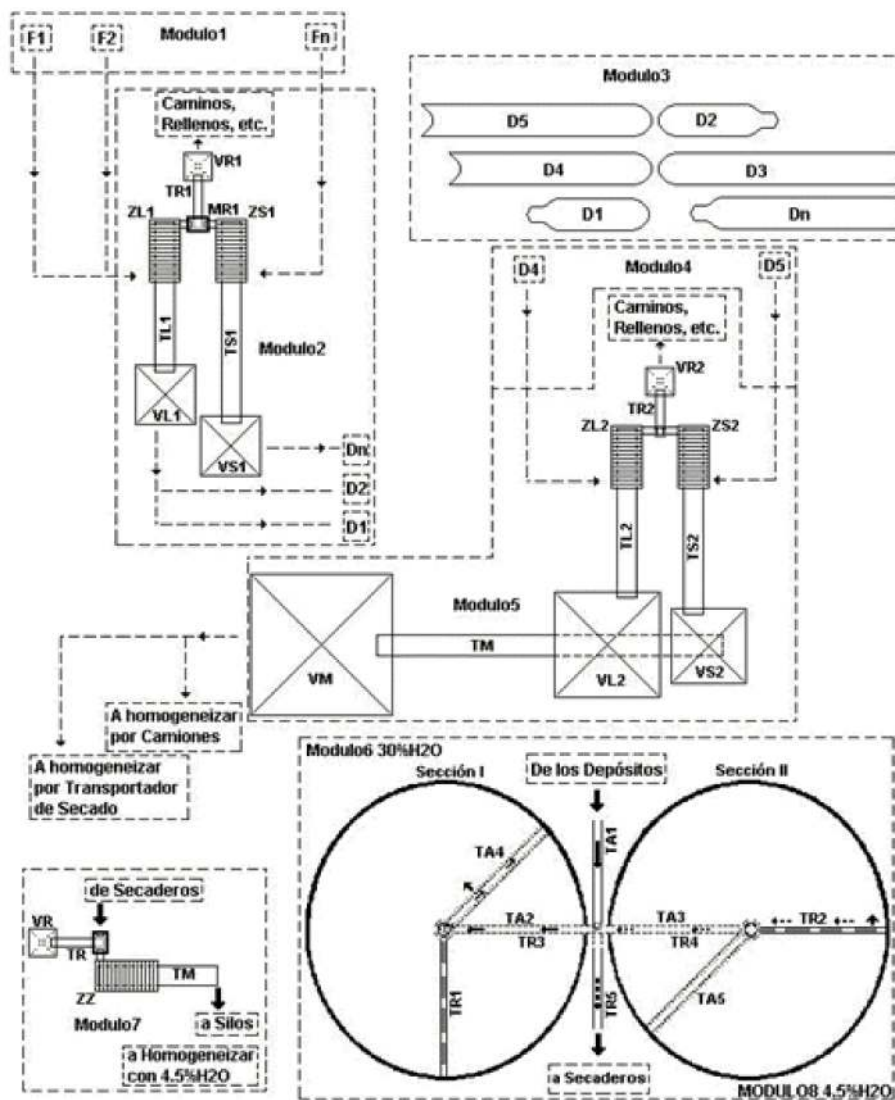 F1
F2
Modulo1
Fn
Caminos,
Rellenos, etc.
VR1
TR1
ZL1
MR1
ZS1
TL1
TS1
Modulo2
VL1
VS1
Dn
D2
D1
Modulo3
D5
D2
D4
D3
D1
Dn
D4
Modulo4
D5
Caminos,
Rellenos, etc.
VR2
TR2
ZL2
ZS2
TL2
TS2
Modulo5
VM
TM
VL2
VS2
A homogeneizar
por Camiones
A homogeneizar
por Transportador
de Secado
Modulo6 30%H2O
Sección I
De los Depósitos
Sección II
TA4
TA1
TA2
TA3
TR3
TR4
TR2
TR1
TR5
TA5
a Secaderos
MODULO8 4.5%H2O
de Secaderos
VR
TR
TM
ZZ
Modulo7
a Silos
a Homogeneizar
con 4.5%H2O